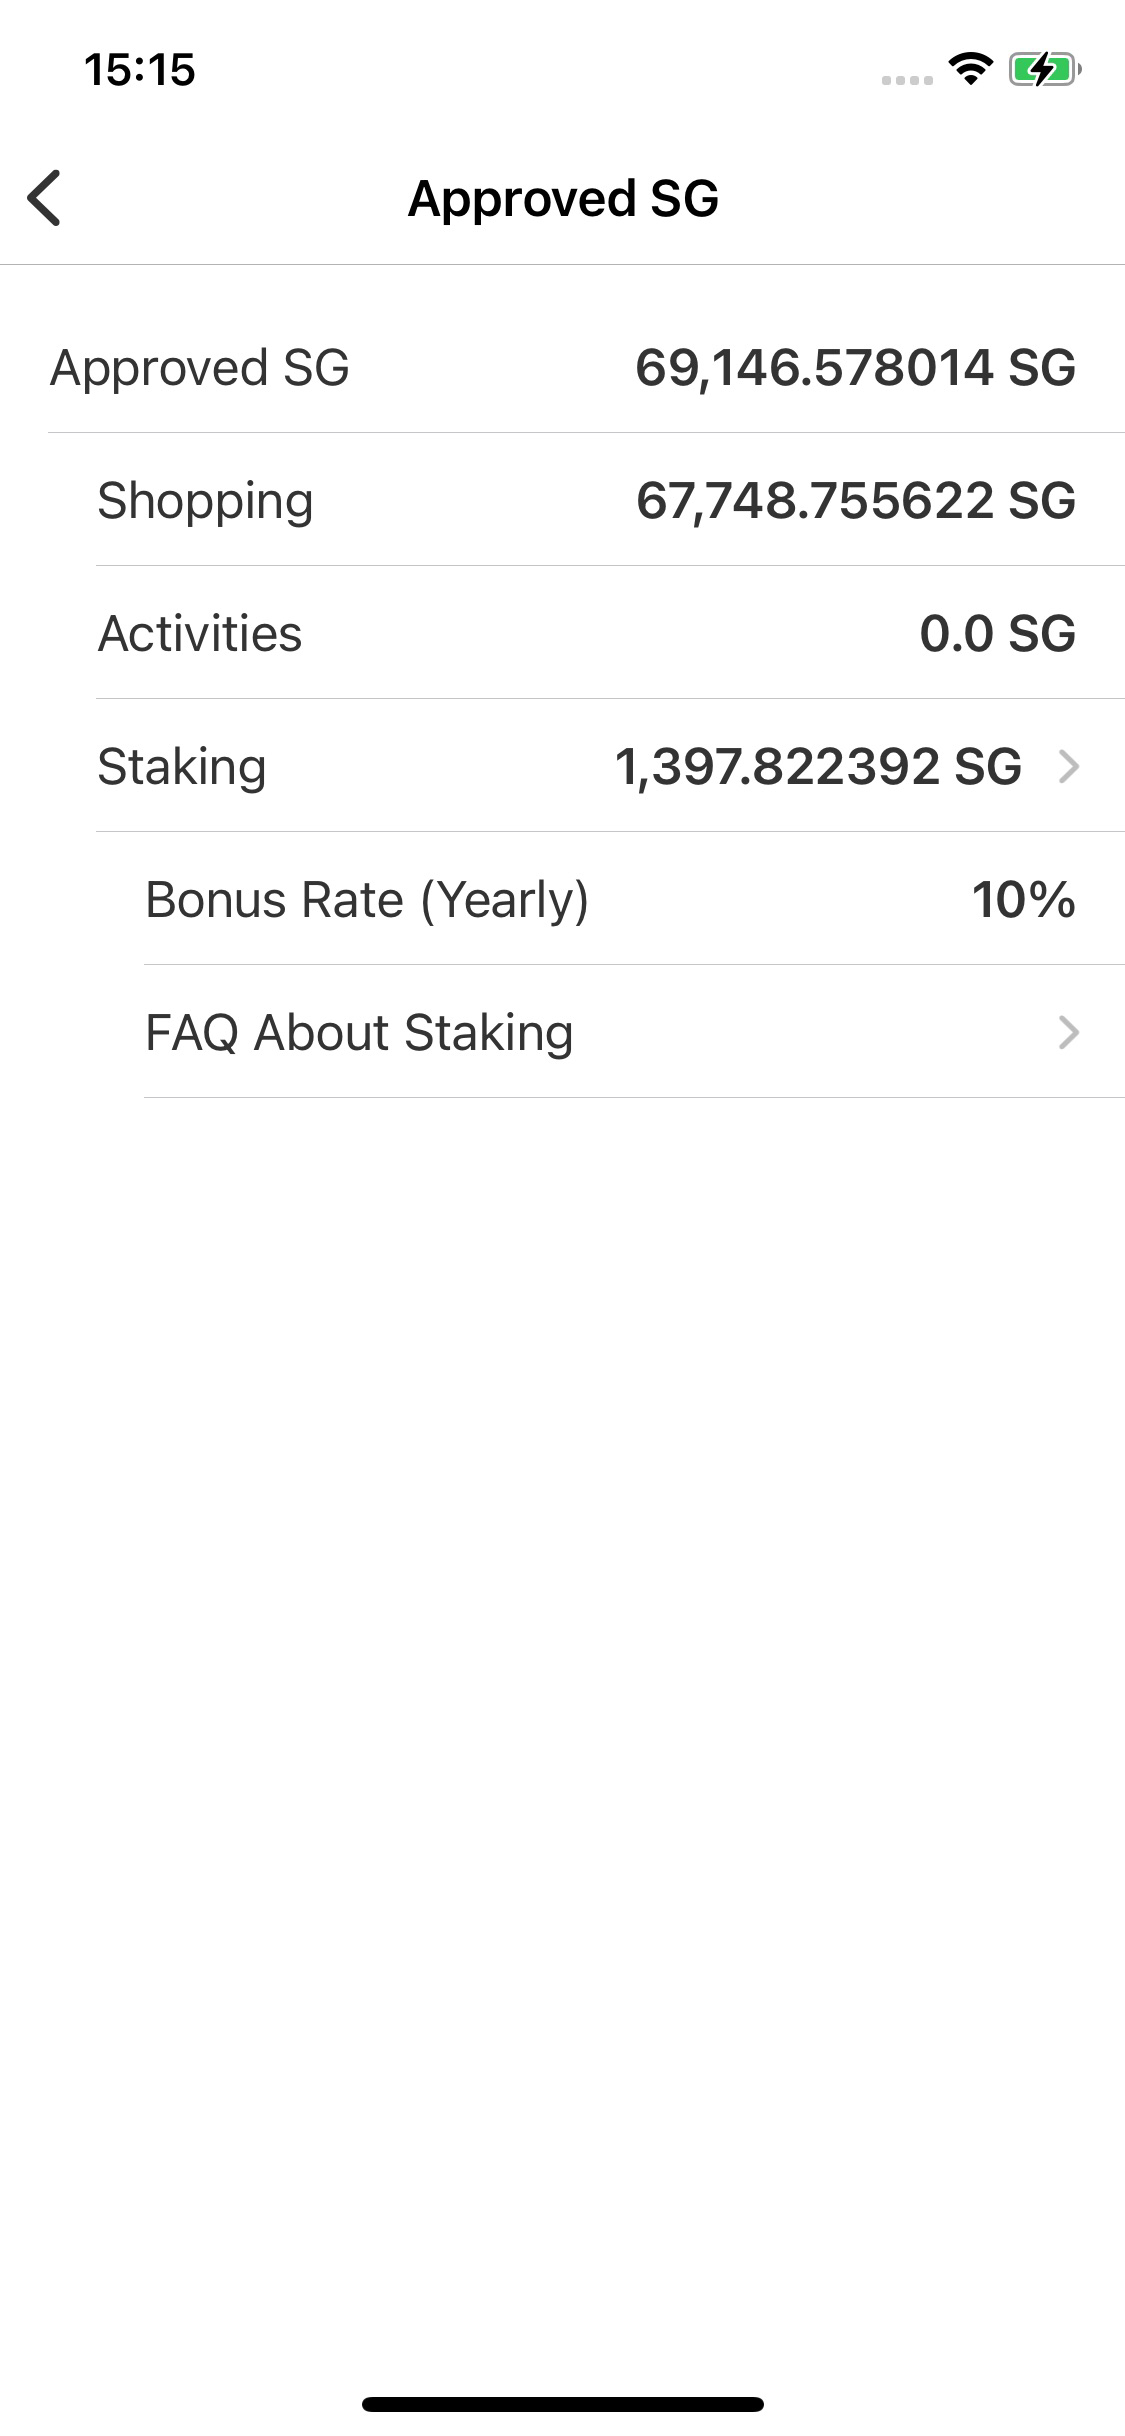 15:15
Approved SG
Approved SG 69,146.578014 SG
Shopping 67,748.755622 SG
Activities 0.0 SG
Staking 1,397.822392 SG
Bonus Rate (Yearly) 10%
FAQ About Staking